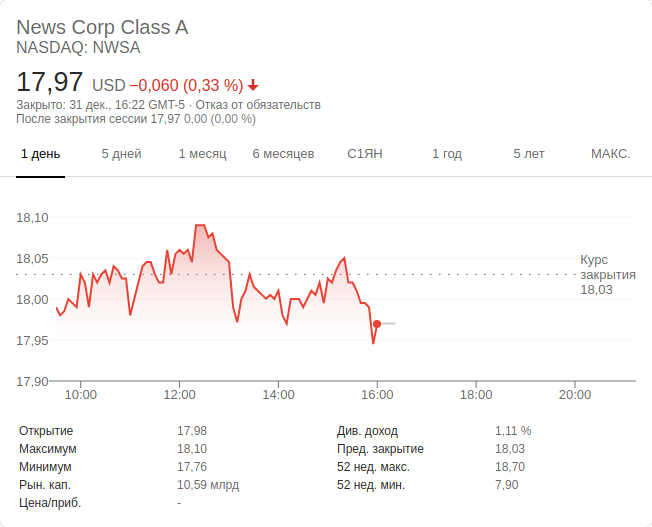 News Corp Class A
NASDAQ: NWSA
17,97 USD −0,060 (0,33 %)
Закрыто: 31 дек., 16:22 GMT-5 · Отказ от обязательств
После закрытия сессии 17,97 0,00 (0,00 %)
1 день 5 дней 1 месяц 6 месяцев С1ЯН 1 год 5 лет МАКС.
18,10
18,05
18,00
17,95
17,90
Курс
закрытия
18,03
10:00 12:00 14:00 16:00 18:00 20:00
Открытие 17,98 Див. доход 1,11 %
Максимум 18,10 Пред. закрытие 18,03
Минимум 17,76 52 нед. макс. 18,70
Рын. кап. 10,59 млрд 52 нед. мин. 7,90
Цена/приб. -